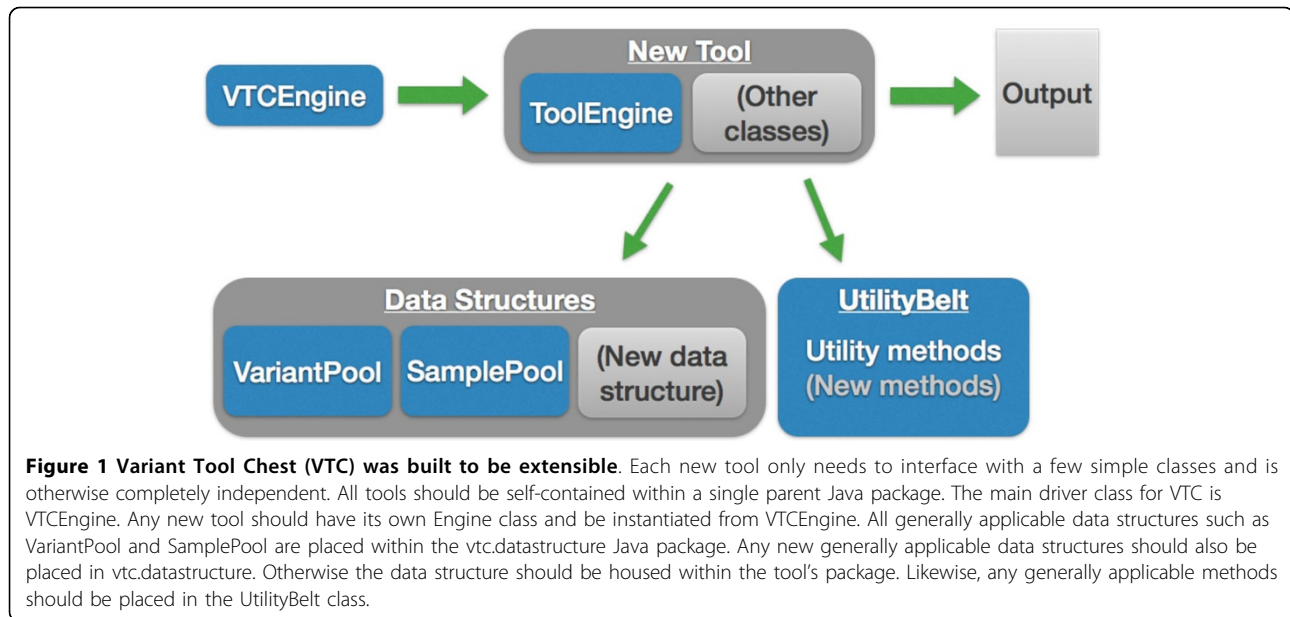 New Tool
VTCEngine
ToolEngine
(Other
classes)
Output
Data Structures
VariantPool
SamplePool
(New data
structure)
UtilityBelt
Utility methods
(New methods)
Figure 1 Variant Tool Chest (VTC) was built to be extensible. Each new tool only needs to interface with a few simple classes and is
otherwise completely independent. All tools should be self-contained within a single parent Java package. The main driver class for VTC is
VTCEngine. Any new tool should have its own Engine class and be instantiated from VTCEngine. All generally applicable data structures such as
VariantPool and SamplePool are placed within the vtc.datastructure Java package. Any new generally applicable data structures should also be
placed in vtc.datastructure. Otherwise the data structure should be housed within the tool's package. Likewise, any generally applicable methods
should be placed in the UtilityBelt class.